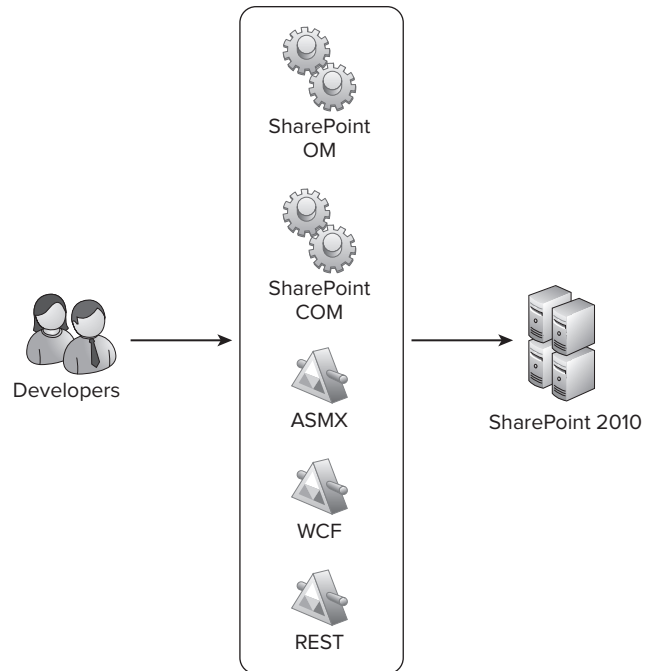 Developers
SharePoint
OM
SharePoint
COM
ASMX
WCF
REST
SharePoint 2010